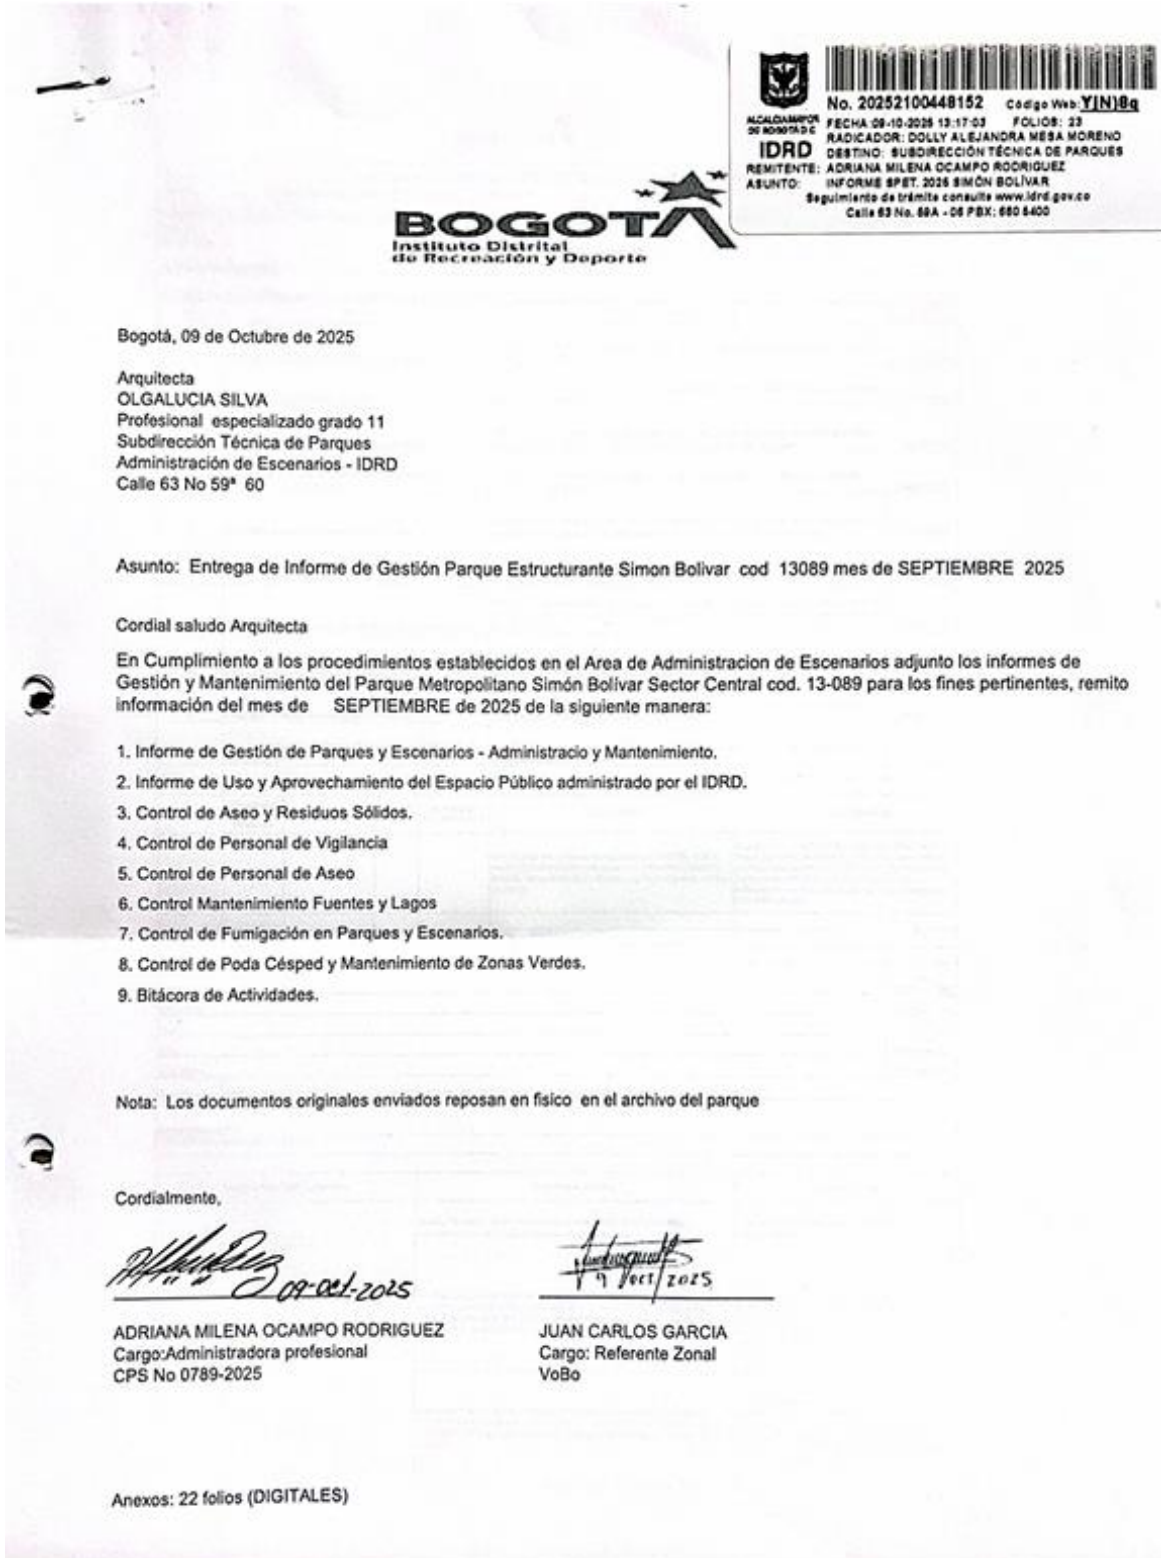 ALCALDIA MAYOR
DE BOGOTA D C
IDRD
No. 20252100448152 Código Web: Y|N)8q
FECHA 09-10-2025 13:17:03 FOLIOS: 23
RADICADOR: DOLLY ALEJANDRA MESA MORENO
DESTINO: SUBDIRECCIÓN TÉCNICA DE PARQUES
REMITENTE: ADRIANA MILENA OCAMPO RODRIGUEZ
ASUNTO: INFORME SPET. 2025 SIMÓN BOLÍVAR
Seguimiento de trámite consulte www.idrd.gov.co
Calle 63 No. 59A - 06 PBX: 660 5400
BOGOTA
Instituto Distrital
de Recreación y Deporte
Bogotá, 09 de Octubre de 2025
Arquitecta
OLGALUCIA SILVA
Profesional especializado grado 11
Subdirección Técnica de Parques
Administración de Escenarios - IDRD
Calle 63 No 59ª 60
Asunto: Entrega de Informe de Gestión Parque Estructurante Simon Bolivar cod 13089 mes de SEPTIEMBRE 2025
Cordial saludo Arquitecta
En Cumplimiento a los procedimientos establecidos en el Area de Administracion de Escenarios adjunto los informes de
Gestión y Mantenimiento del Parque Metropolitano Simón Bolívar Sector Central cod. 13-089 para los fines pertinentes, remito
información del mes de SEPTIEMBRE de 2025 de la siguiente manera:
1. Informe de Gestión de Parques y Escenarios - Administracio y Mantenimiento.
2. Informe de Uso y Aprovechamiento del Espacio Público administrado por el IDRD.
3. Control de Aseo y Residuos Sólidos.
4. Control de Personal de Vigilancia
5. Control de Personal de Aseo
6. Control Mantenimiento Fuentes y Lagos
7. Control de Fumigación en Parques y Escenarios.
8. Control de Poda Césped y Mantenimiento de Zonas Verdes.
9. Bitácora de Actividades.
Nota: Los documentos originales enviados reposan en fisico en el archivo del parque
Cordialmente,
09-oct-2025
9 oct/2025
ADRIANA MILENA OCAMPO RODRIGUEZ
Cargo:Administradora profesional
CPS No 0789-2025
JUAN CARLOS GARCIA
Cargo: Referente Zonal
VoBo
Anexos: 22 folios (DIGITALES)